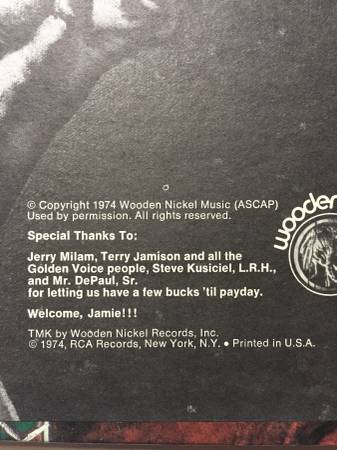 © Copyright 1974 Wooden Nickel Music (ASCAP)
Used by permission. All rights reserved.
Special Thanks To:
Jerry Milam, Terry Jamison and all the
Golden Voice people, Steve Kusiciel, L.R.H.,
and Mr. DePaul, Sr.
for letting us have a few bucks 'til payday.
Welcome, Jamie!!!
TMK by Wooden Nickel Records, Inc.
© 1974, RCA Records, New York, N.Y. • Printed in U.S.A.
wooden